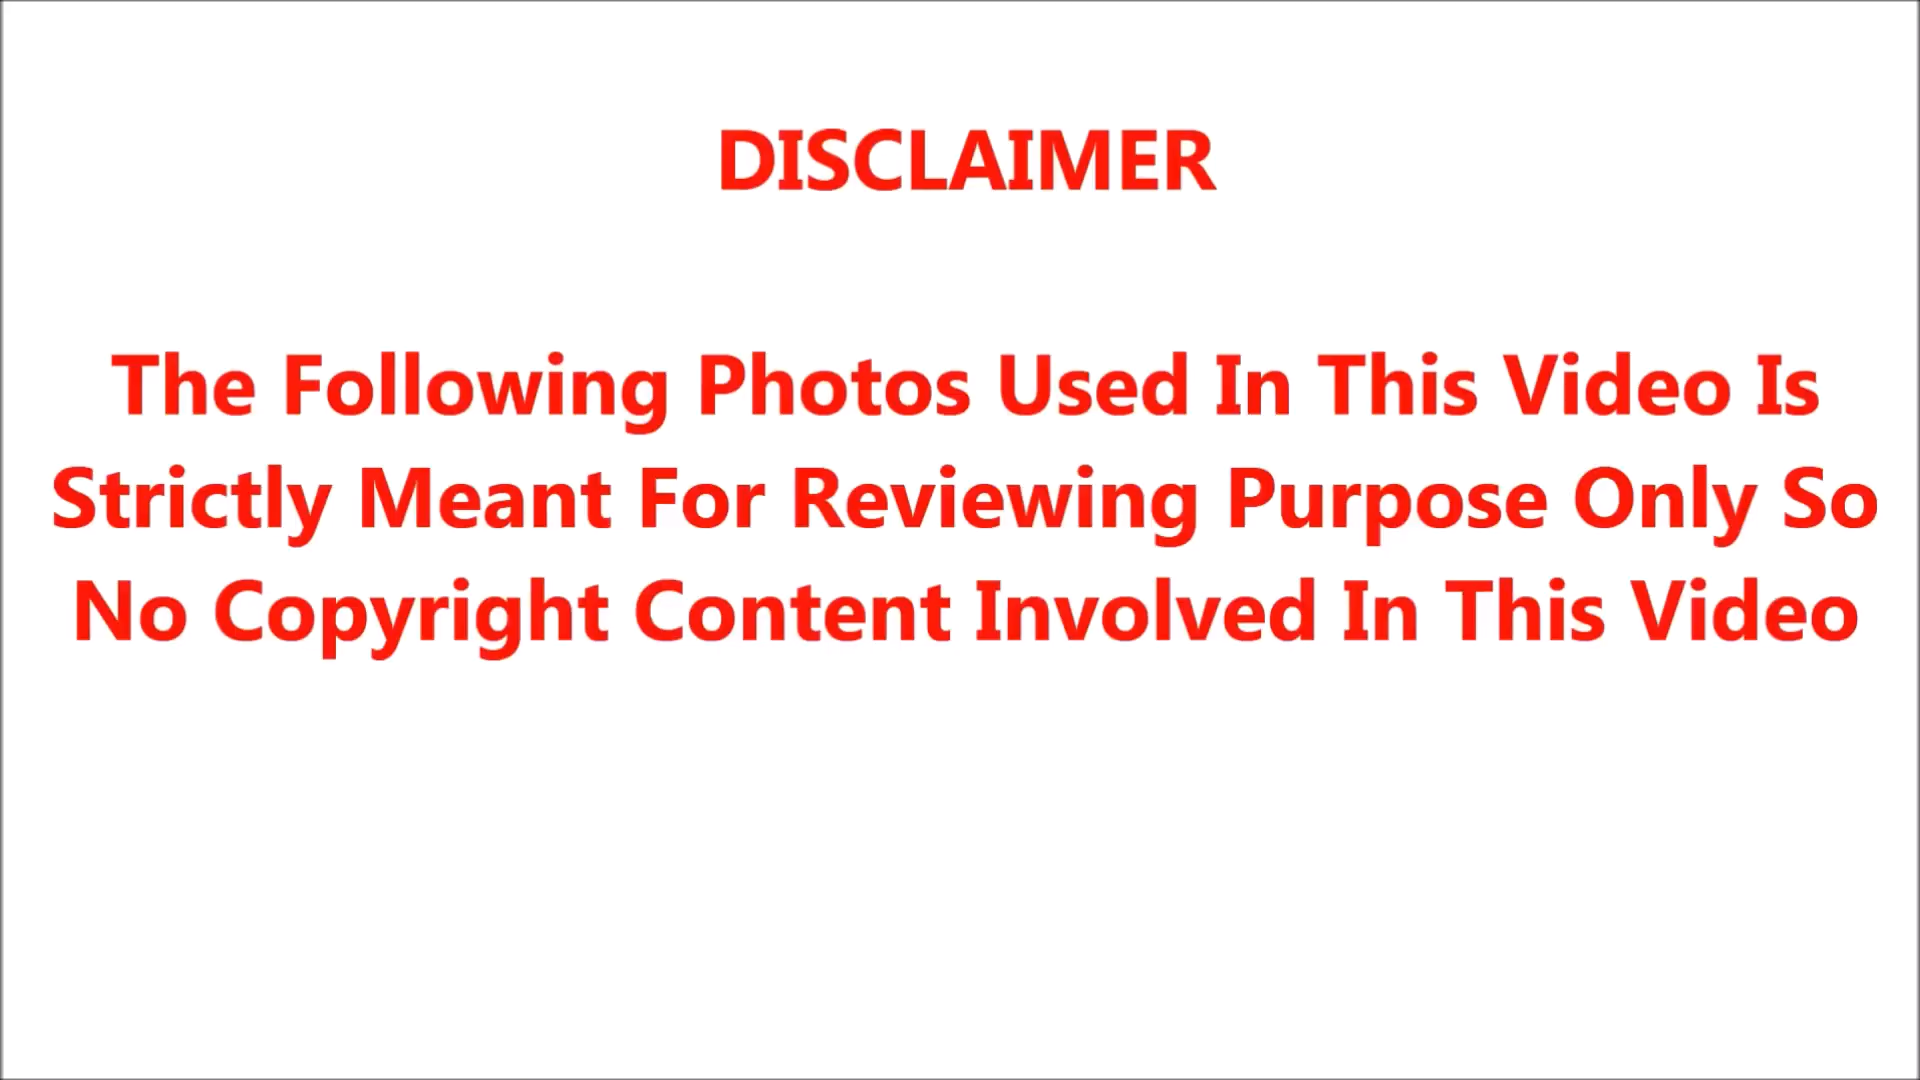 DISCLAIMER
The Following Photos Used In This Video Is
Strictly Meant For Reviewing Purpose Only So
No Copyright Content Involved In This Video